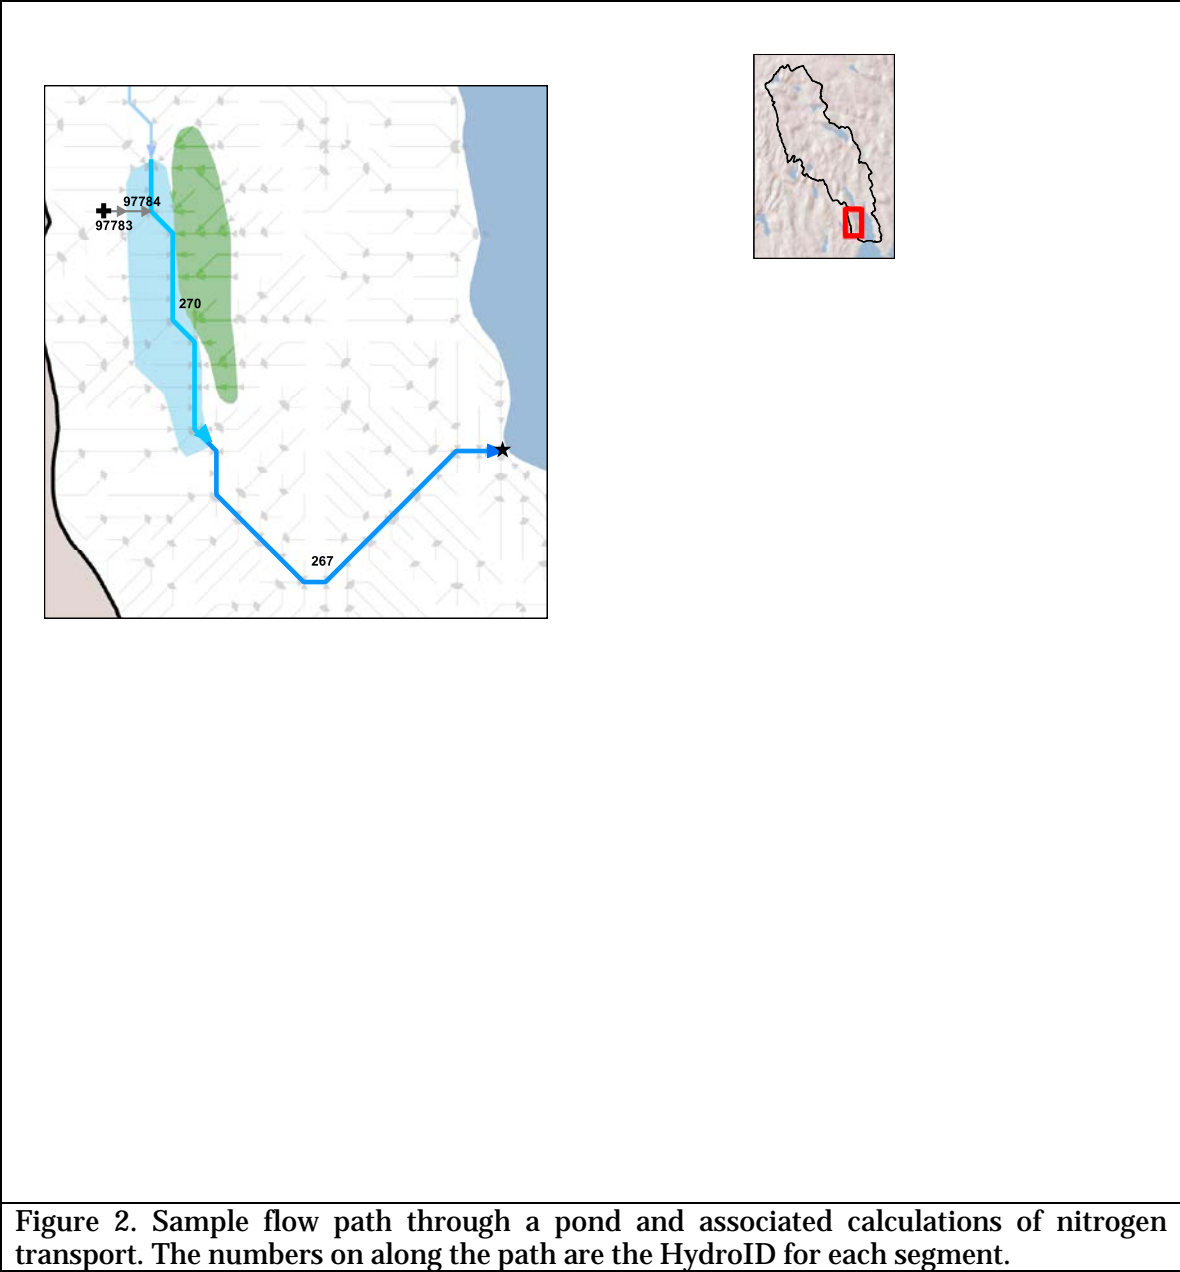 97784
97783
270
267
Figure 2. Sample flow path through a pond and associated calculations of nitrogen
transport. The numbers on along the path are the HydroID for each segment.